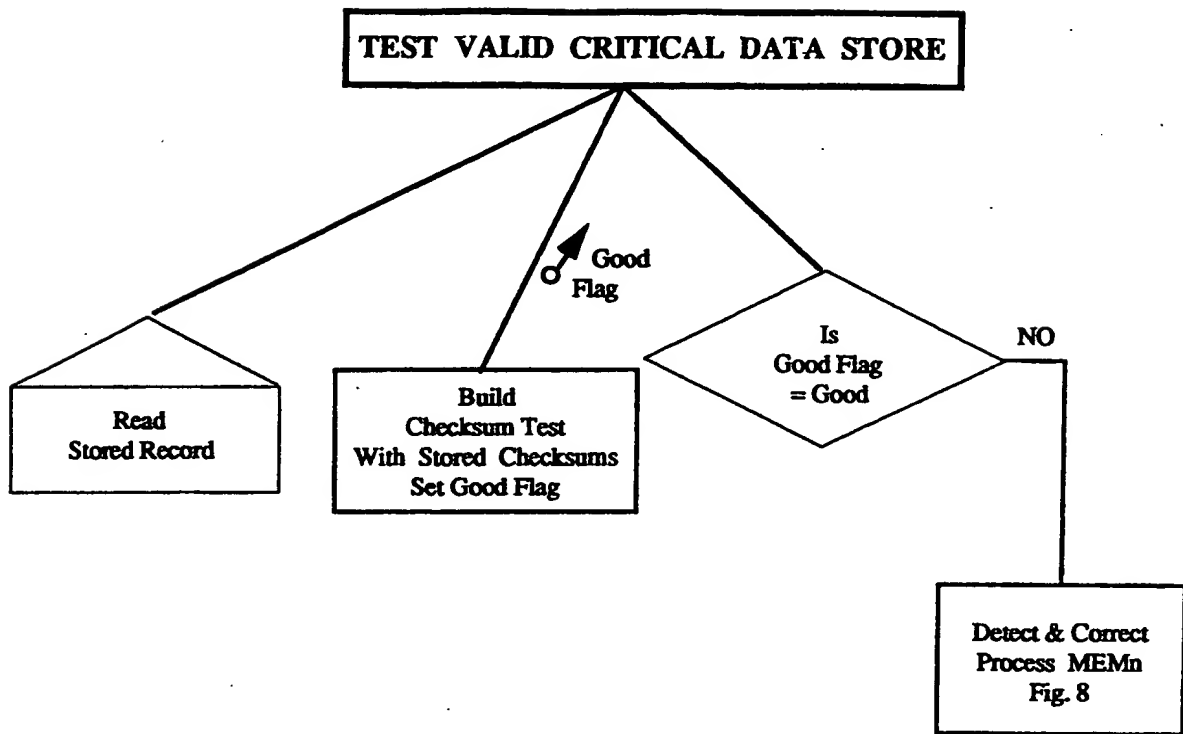 TEST VALID CRITICAL DATA STORE
Good
Flag
Read
Stored Record
Build
Checksum Test
With Stored Checksums
Set Good Flag
Is
Good Flag
= Good
NO
Detect & Correct
Process MEMn
Fig. 8